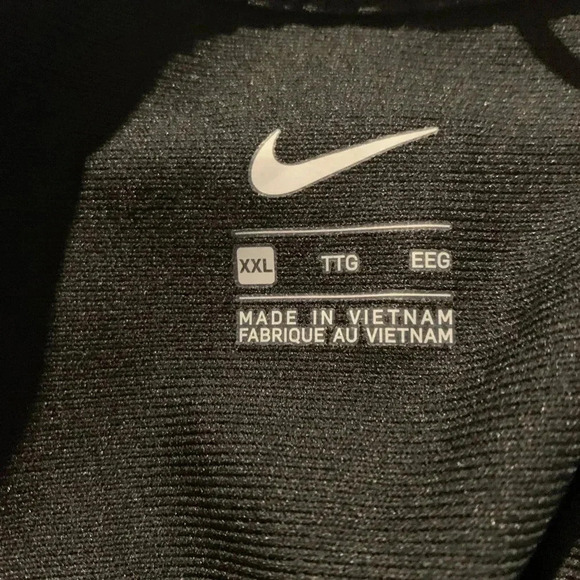 XXL TTG EEG
MADE IN VIETNAM
FABRIQUE AU VIETNAM